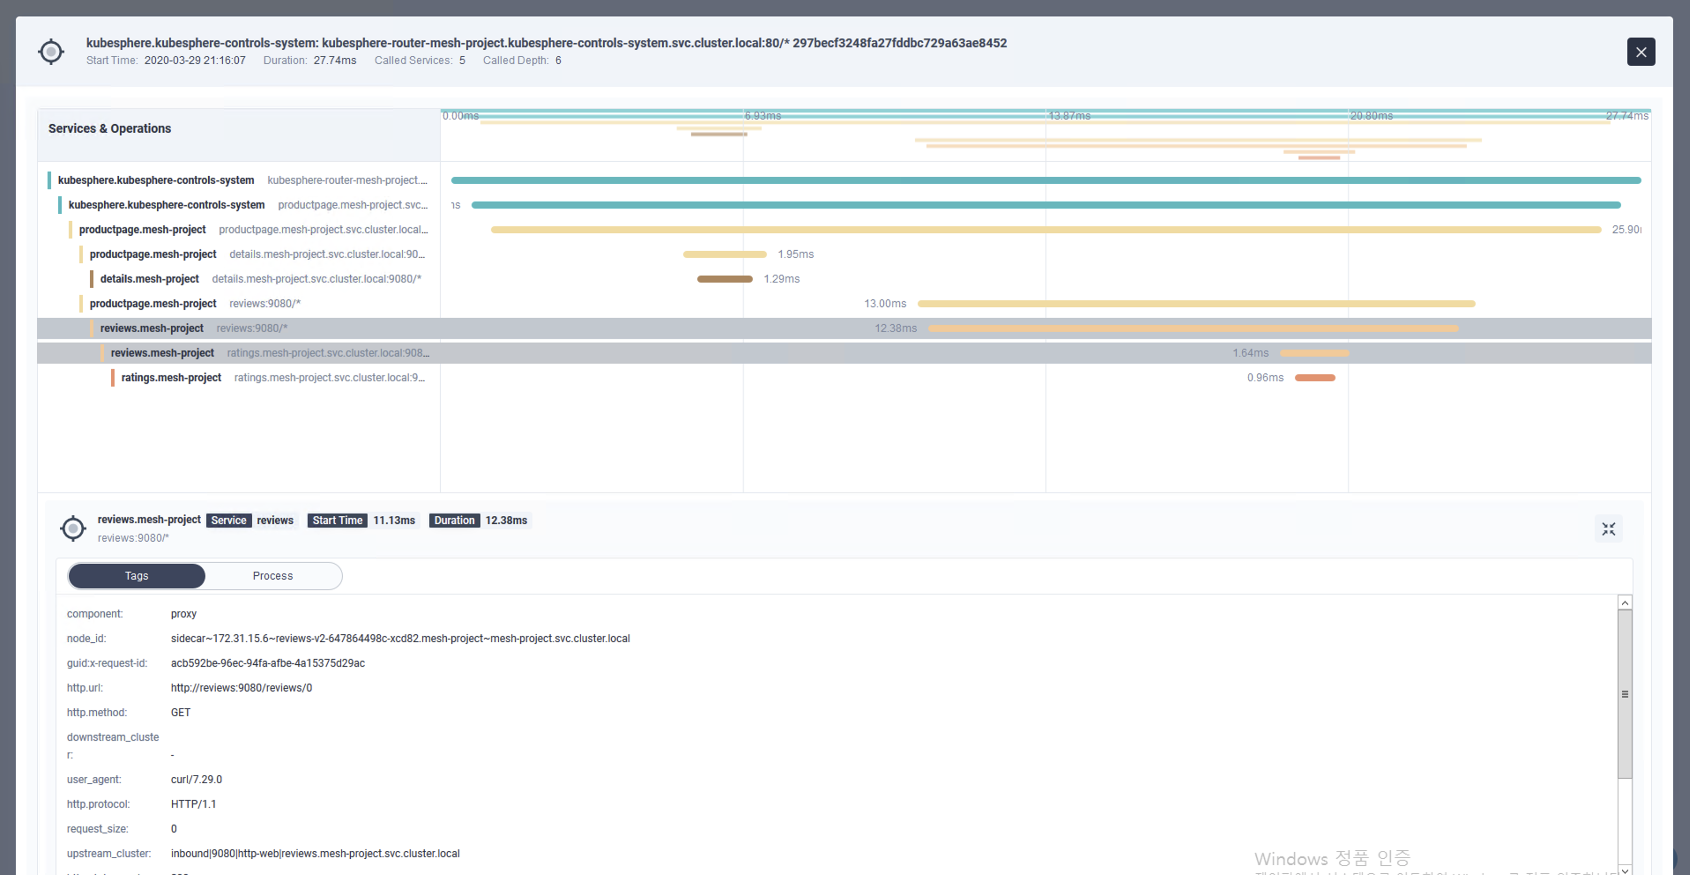 kubesphere.kubesphere-controls-system: kubesphere-router-mesh-project.kubesphere-controls-system.svc.cluster.local:80/* 297becf3248fa27fddbc729a63ae8452
Start Time: 2020-03-29 21:16:07 Duration: 27.74ms Called Services: 5 Called Depth: 6
Services & Operations
0.00ms 6.93ms 13.87ms 20.80ms 27.74ms
kubesphere.kubesphere-controls-system kubesphere-router-mesh-project....
kubesphere.kubesphere-controls-system productpage.mesh-project.svc... ns
productpage.mesh-project productpage.mesh-project.svc.cluster.local... 25.90
productpage.mesh-project details.mesh-project.svc.cluster.local:90... 1.95ms
details.mesh-project details.mesh-project.svc.cluster.local:9080/* 1.29ms
productpage.mesh-project reviews:9080/* 13.00ms
reviews.mesh-project reviews:9080/* 12.38ms
reviews.mesh-project ratings.mesh-project.svc.cluster.local:908... 1.64ms
ratings.mesh-project ratings.mesh-project.svc.cluster.local:9... 0.96ms
reviews.mesh-project Service reviews Start Time 11.13ms Duration 12.38ms
reviews:9080/*
Tags Process
component: proxy
node_id: sidecar~172.31.15.6~reviews-v2-647864498c-xcd82.mesh-project~mesh-project.svc.cluster.local
guid:x-request-id: acb592be-96ec-94fa-afbe-4a15375d29ac
http.url: http://reviews:9080/reviews/0
http.method: GET
downstream_cluste
r: -
user_agent: curl/7.29.0
http.protocol: HTTP/1.1
request_size: 0
upstream_cluster: inbound|9080|http-web|reviews.mesh-project.svc.cluster.local
Windows 정품 인증